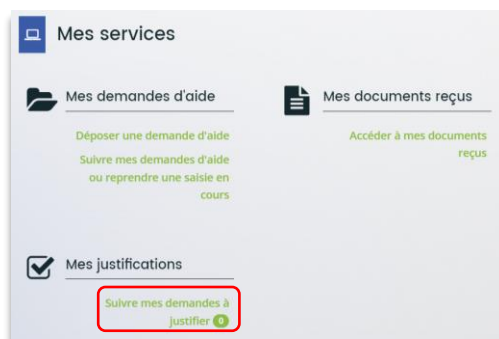 Mes services
Mes demandes d'aide
Déposer une demande d'aide
Suivre mes demandes d'aide
ou reprendre une saisie en
cours
Mes documents reçus
Accéder à mes documents
reçus
Mes justifications
Suivre mes demandes à
justifier 0